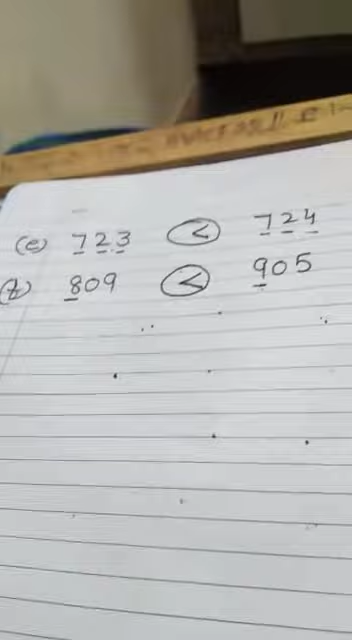 (e) 723 < 724
(f) 809 < 905